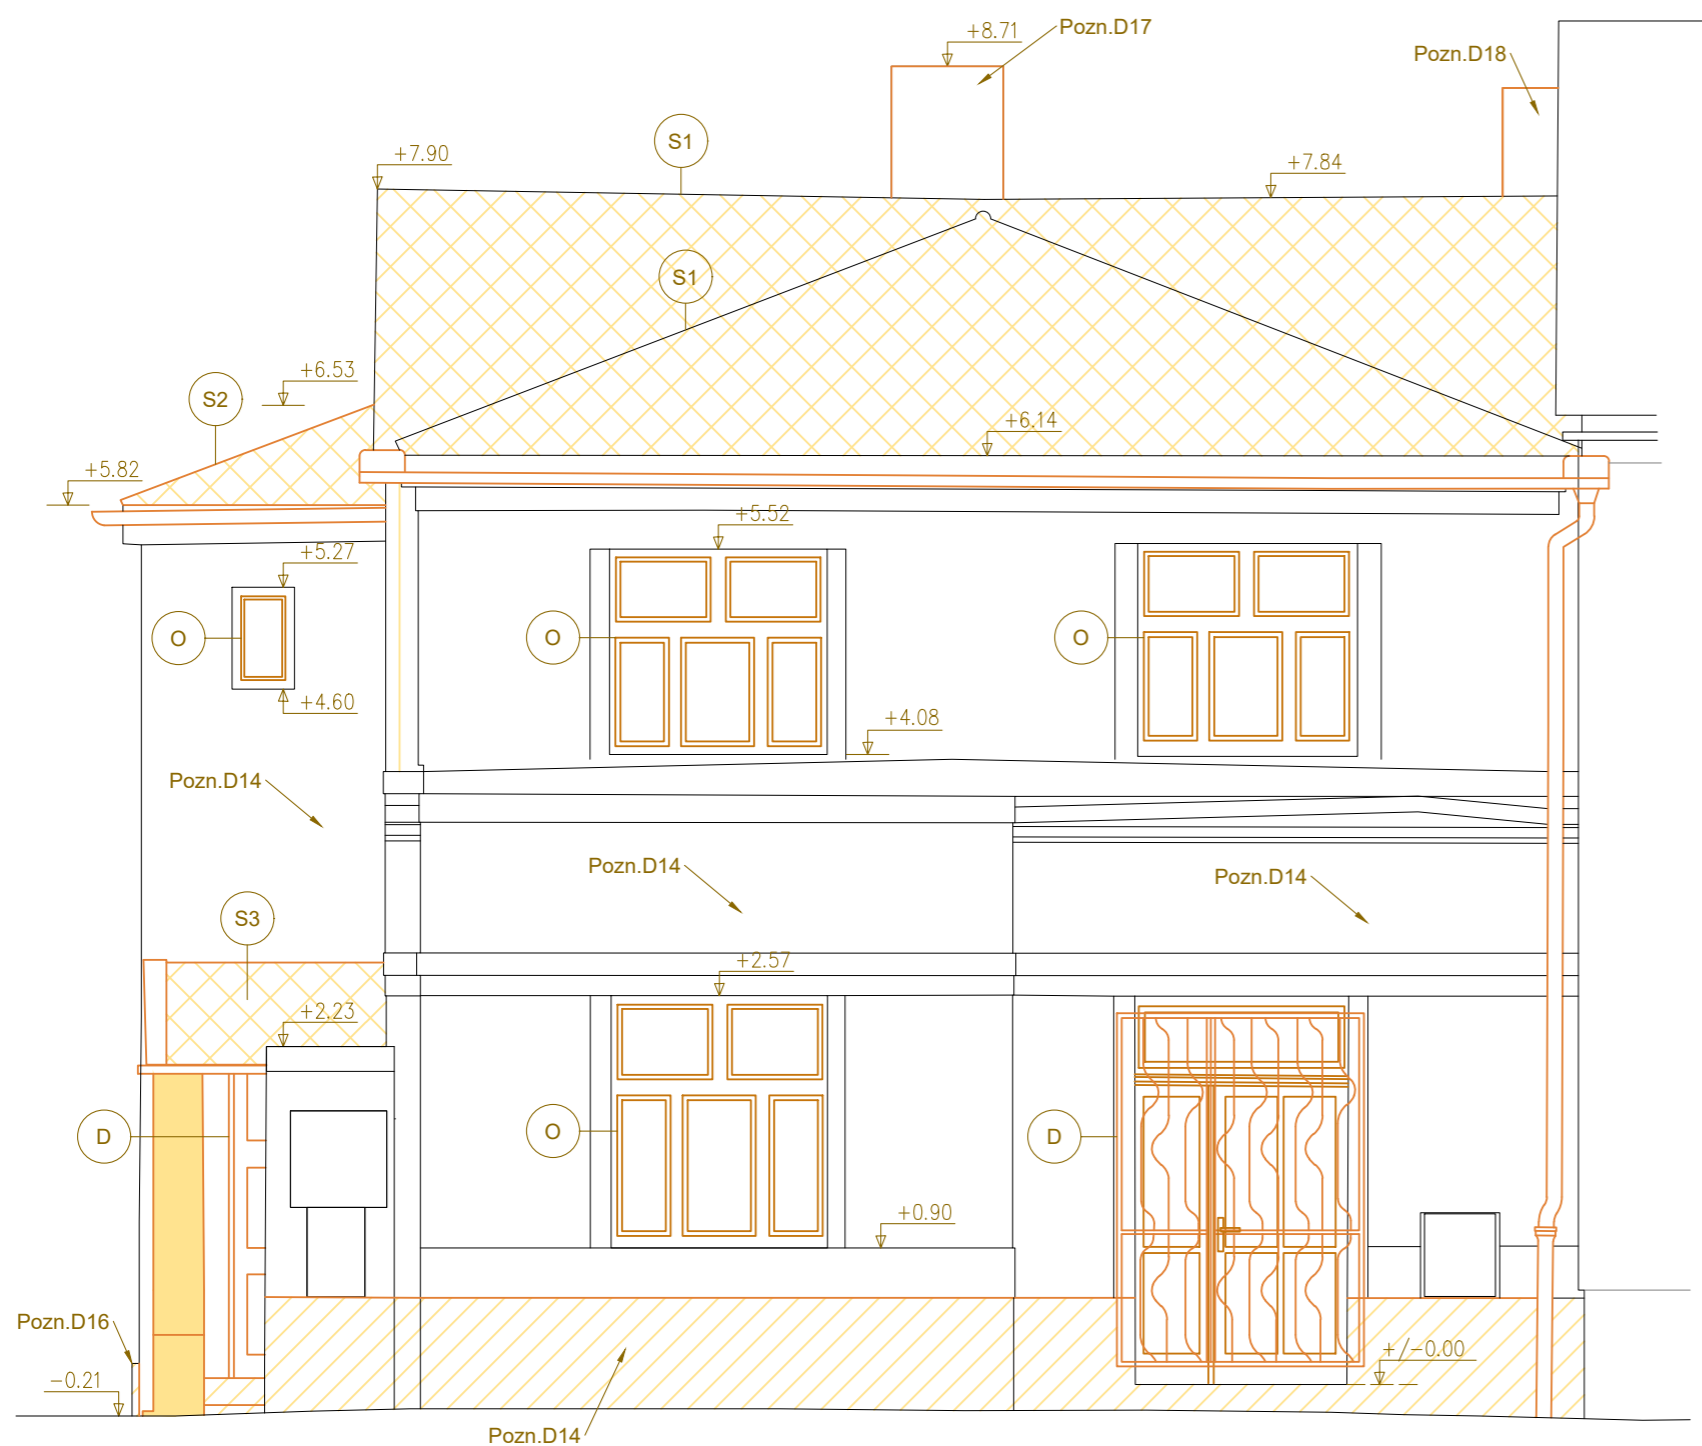 +8.71
Pozn.D17
Pozn.D18
S1
+7.90
+7.84
S1
+6.53
S2
+6.14
+5.82
+5.52
+5.27
O
O
O
+4.60
+4.08
Pozn.D14
Pozn.D14
Pozn.D14
S3
+2.57
+2.23
D
O
D
+0.90
Pozn.D16
+/-0.00
-0.21
Pozn.D14